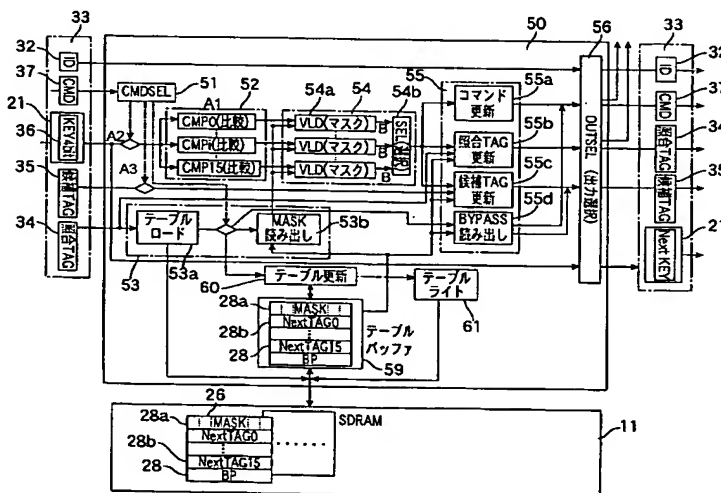 33
50
56
33
32
ID
37
CMD
CMDSEL
51
52
54a
54
54b
55
55a
21
36
KEY4bit
A1
A2
A3
CMP0(比較)
CMPi(比較)
CMP15(比較)
VLD(マスク)
VLD(マスク)
VLD(マスク)
B
B
B
SEL(選択)
コマンド
更新
照合TAG
更新
55b
候補TAG
更新
55c
55d
BYPASS
読み出し
OUTSEL(出力選択)
35
候補TAG
34
照合TAG
テーブル
ロード
MASK
読み出し
53b
53
53a
テーブル更新
60
テーブル
ライト
61
28a
MASK
28b
NextTAG0
28
NextTAG15
BP
テーブル
バッファ
59
ID
32
CMD
37
照合TAG
34
候補TAG
35
Next KEY
21
26
28a
MASK
28b
NextTAG0
NextTAG15
28
BP
SDRAM
11